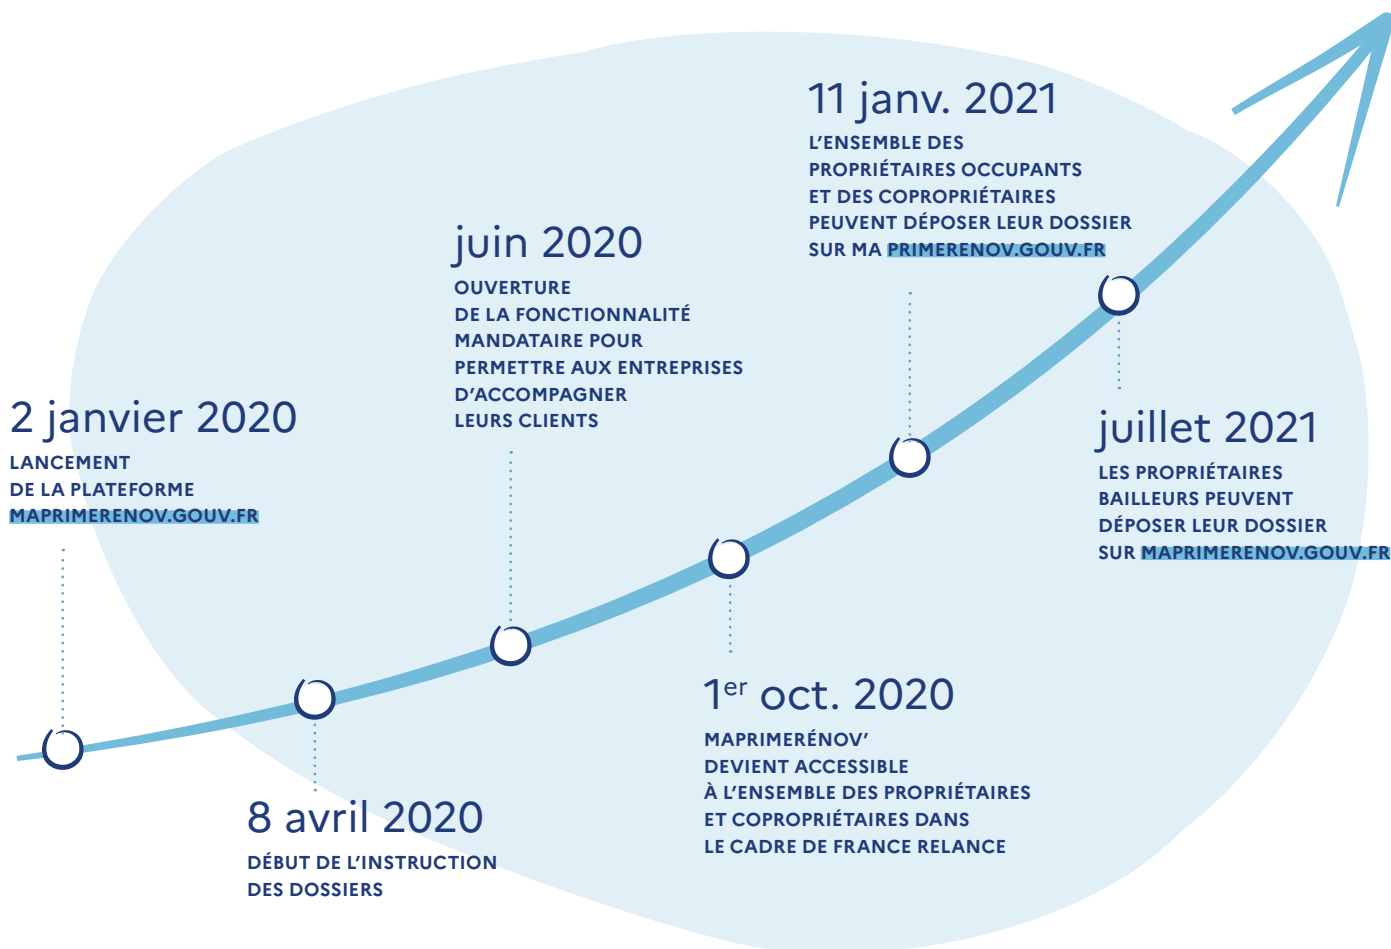 2 janvier 2020
LANCEMENT
DE LA PLATEFORME
MAPRIMERENOV.GOUV.FR
8 avril 2020
DÉBUT DE L'INSTRUCTION
DES DOSSIERS
juin 2020
OUVERTURE
DE LA FONCTIONNALITÉ
MANDATAIRE POUR
PERMETTRE AUX ENTREPRISES
D'ACCOMPAGNER
LEURS CLIENTS
1er oct. 2020
MAPRIMERÉNOV'
DEVIENT ACCESSIBLE
À L'ENSEMBLE DES PROPRIÉTAIRES
ET COPROPRIÉTAIRES DANS
LE CADRE DE FRANCE RELANCE
11 janv. 2021
L'ENSEMBLE DES
PROPRIÉTAIRES OCCUPANTS
ET DES COPROPRIÉTAIRES
PEUVENT DÉPOSER LEUR DOSSIER
SUR MA PRIMERENOV.GOUV.FR
juillet 2021
LES PROPRIÉTAIRES
BAILLEURS PEUVENT
DÉPOSER LEUR DOSSIER
SUR MAPRIMERENOV.GOUV.FR